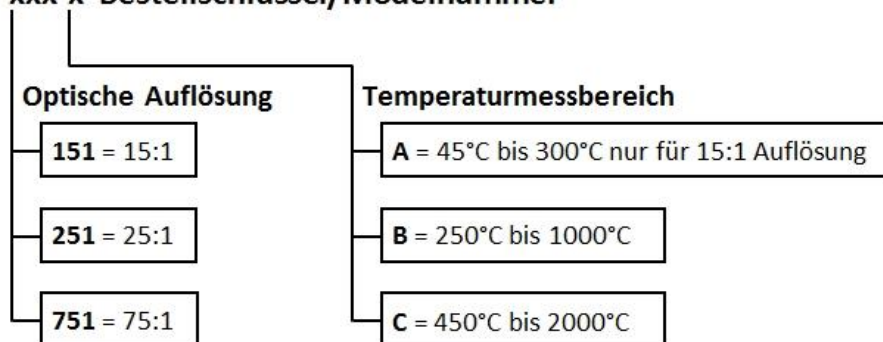 Optische Auflösung
Temperaturmessbereich
151 = 15:1
A = 45°C bis 300°C nur für 15:1 Auflösung
251 = 25:1
B = 250°C bis 1000°C
751 = 75:1
C = 450°C bis 2000°C